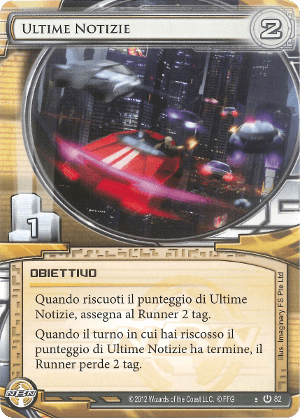 Ultime Notizie
2
1
OBIETTIVO
Quando riscuoti il punteggio di Ultime
Notizie, assegna al Runner 2 tag.
Quando il turno in cui hai riscosso il
punteggio di Ultime Notizie ha termine, il
Runner perde 2 tag.
Illus. Imaginary FS Pte Ltd
NBN
© 2012 Wizards of the Coast LLC. © FFG
82